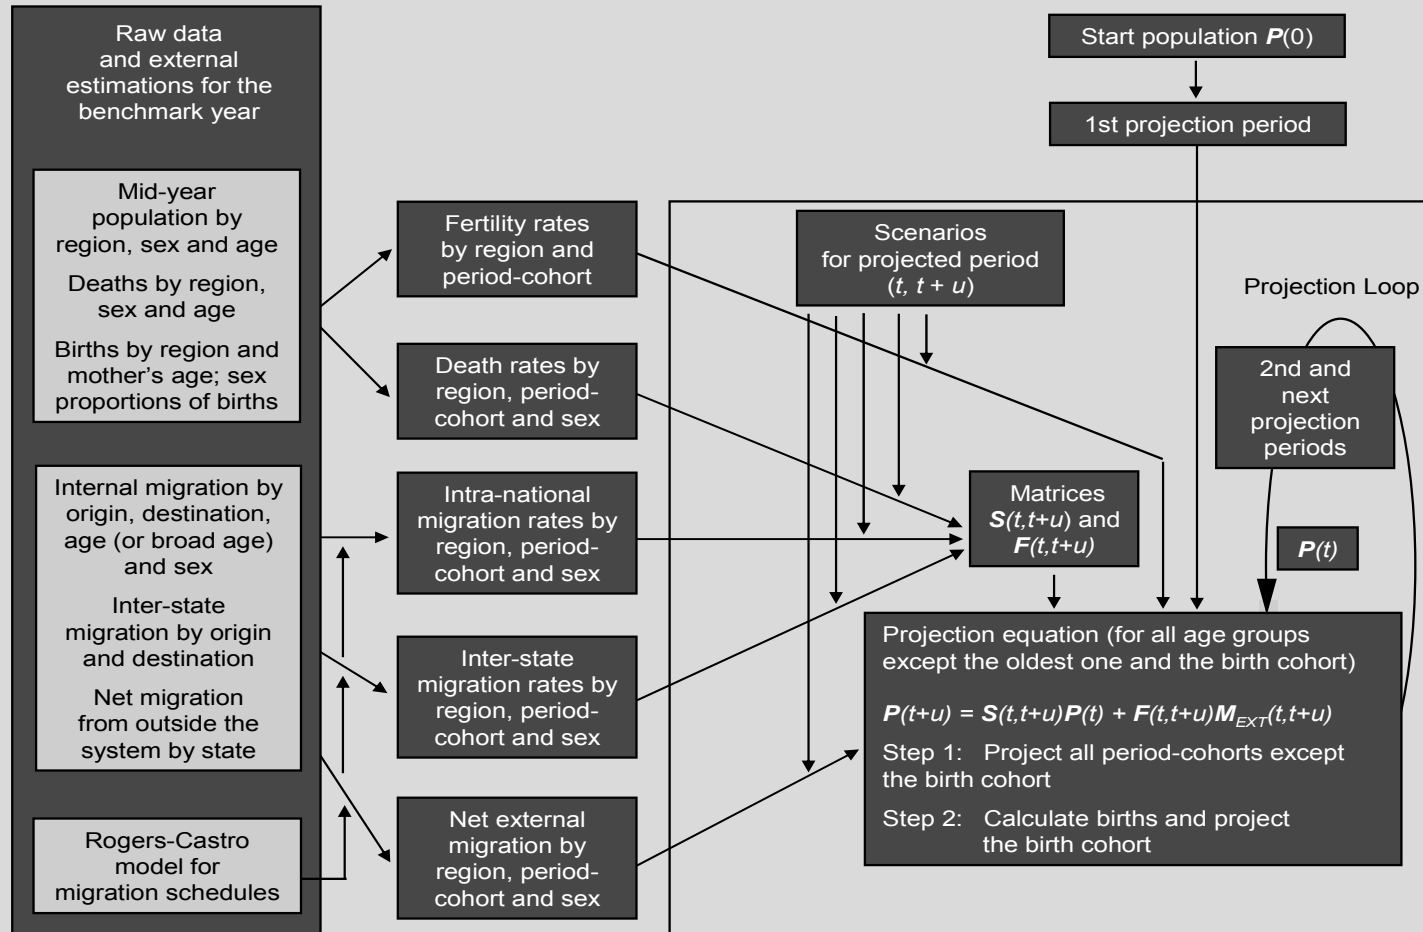 Raw data
and external
estimations for the
benchmark year
Mid-year
population by
region, sex and age
Deaths by region,
sex and age
Births by region and
mother's age; sex
proportions of births
Internal migration by
origin, destination,
age (or broad age)
and sex
Inter-state
migration by origin
and destination
Net migration
from outside the
system by state
Rogers-Castro
model for
migration schedules
Fertility rates
by region and
period-cohort
Death rates by
region, period-
cohort and sex
Intra-national
migration rates by
region, period-
cohort and sex
Inter-state
migration rates by
region, period-
cohort and sex
Net external
migration by
region, period-
cohort and sex
Start population P(0)
1st projection period
Scenarios
for projected period
(t, t + u)
Projection Loop
2nd and
next
projection
periods
Matrices
S(t,t+u) and
F(t,t+u)
P(t)
Projection equation (for all age groups
except the oldest one and the birth cohort)
P(t+u) = S(t,t+u)P(t) + F(t,t+u)M_EXT(t,t+u)
Step 1: Project all period-cohorts except
the birth cohort
Step 2: Calculate births and project
the birth cohort